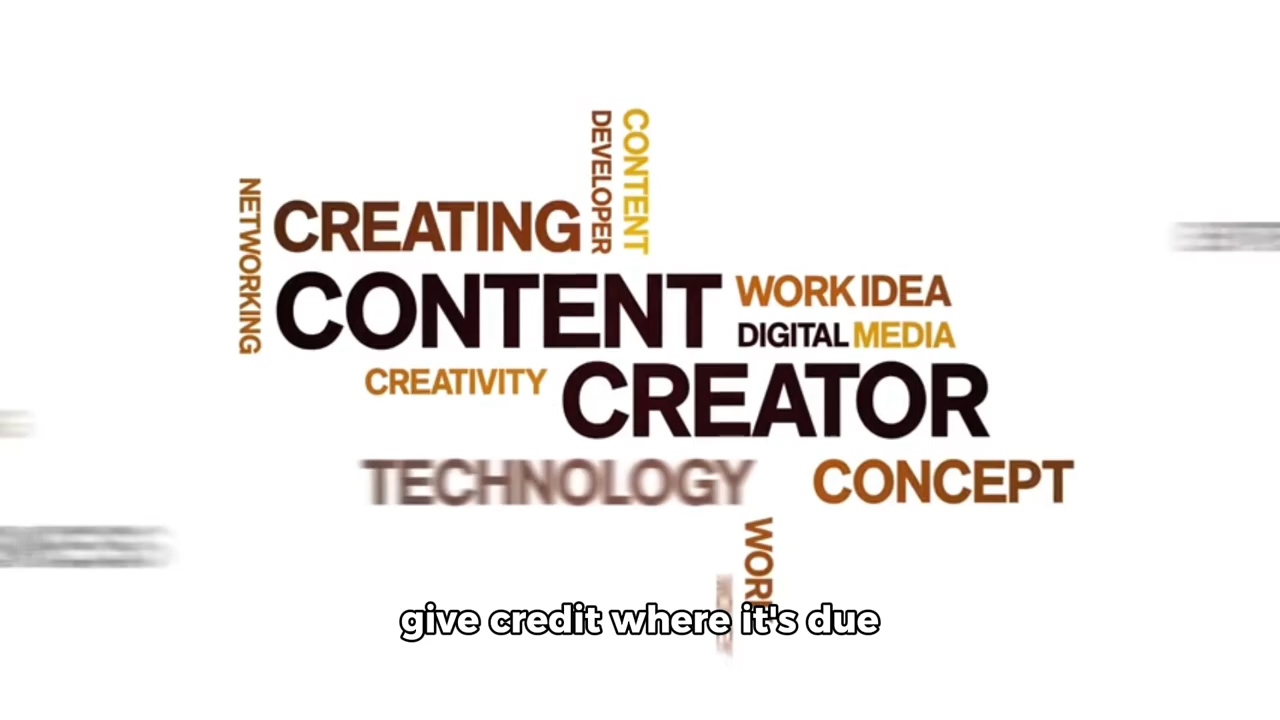 DEVELOPER
CONTENT
NETWORKING
CREATING
CONTENT
WORK IDEA
DIGITAL MEDIA
CREATIVITY
CREATOR
TECHNOLOGY
CONCEPT
give credit where it's due